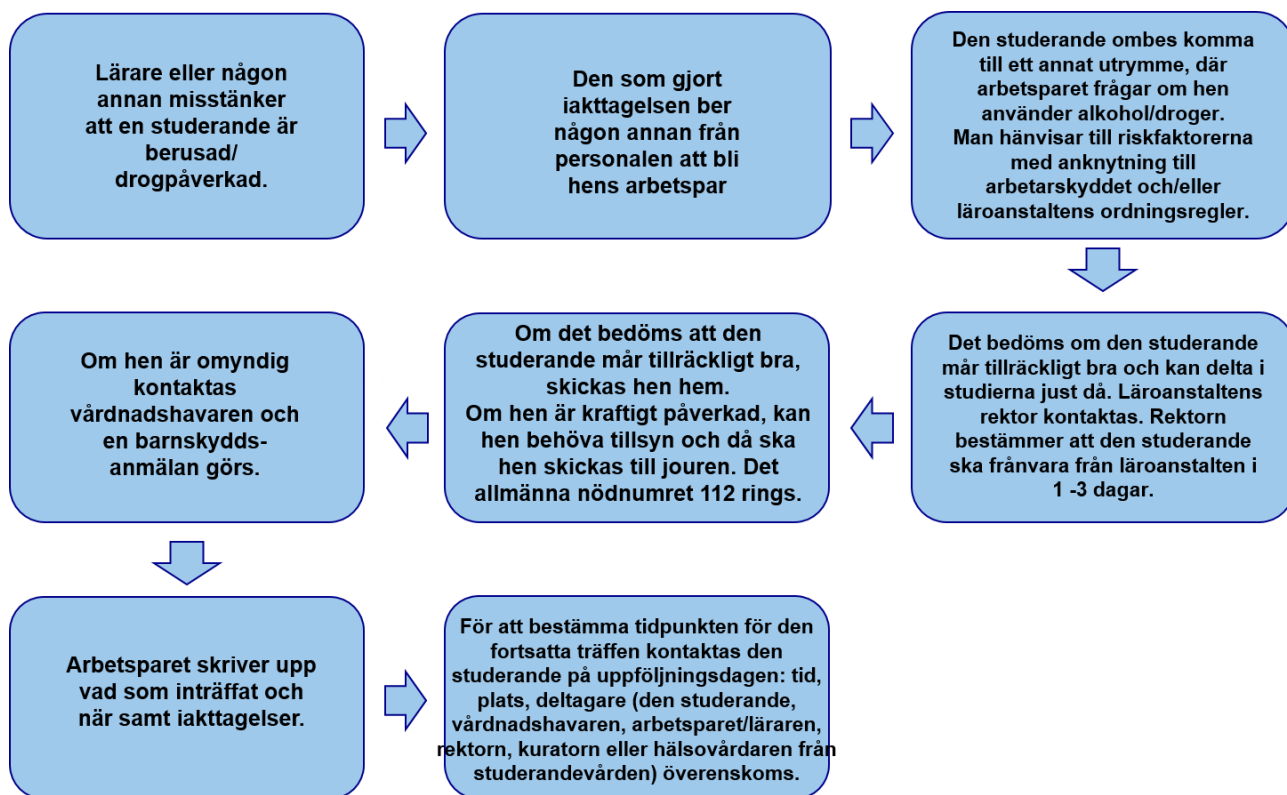 Lärare eller någon
annan misstänker
att en studerande är
berusad/
drogpåverkad.
Den som gjort
iakttagelsen ber
någon annan från
personalen att bli
hens arbetspar
Den studerande ombes komma
till ett annat utrymme, där
arbetsparet frågar om hen
använder alkohol/droger.
Man hänvisar till riskfaktorerna
med anknytning till
arbetarskyddet och/eller
läroanstaltens ordningsregler.
Det bedöms om den studerande
mår tillräckligt bra och kan delta i
studierna just då. Läroanstaltens
rektor kontaktas. Rektorn
bestämmer att den studerande
ska frånvara från läroanstalten i
1 -3 dagar.
Om det bedöms att den
studerande mår tillräckligt bra,
skickas hen hem.
Om hen är kraftigt påverkad, kan
hen behöva tillsyn och då ska
hen skickas till jouren. Det
allmänna nödnumret 112 rings.
Om hen är omyndig
kontaktas
vårdnadshavaren och
en barnskydds-
anmälan görs.
Arbetsparet skriver upp
vad som inträffat och
när samt iakttagelser.
För att bestämma tidpunkten för den
fortsatta träffen kontaktas den
studerande på uppföljningsdagen: tid,
plats, deltagare (den studerande,
vårdnadshavaren, arbetsparet/läraren,
rektorn, kuratorn eller hälsovårdaren från
studerandevården) överenskoms.